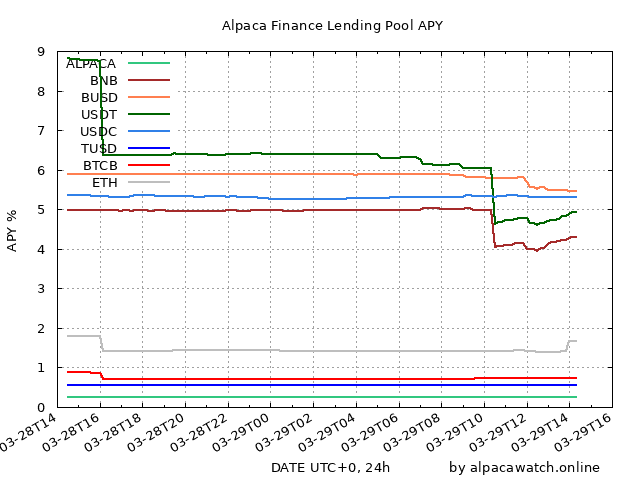 Alpaca Finance Lending Pool APY
9
8
7
6
5
4
3
2
1
0
APY %
ALPACA
BNB
BUSD
USDT
USDC
TUSD
BTCB
ETH
03-28T14
03-28T16
03-28T18
03-28T20
03-28T22
03-29T00
03-29T02
03-29T04
03-29T06
03-29T08
03-29T10
03-29T12
03-29T14
03-29T16
DATE UTC+0, 24h
by alpacawatch.online